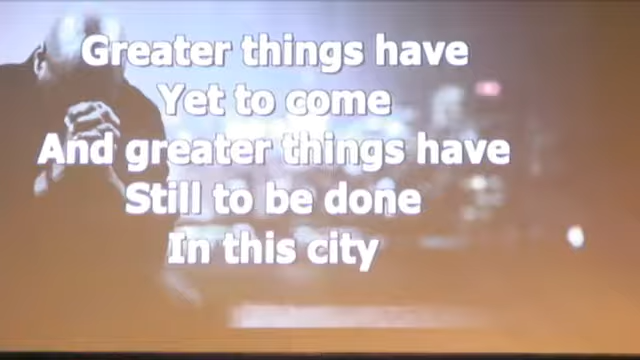 Greater things have
Yet to come
And greater things have
Still to be done
In this city